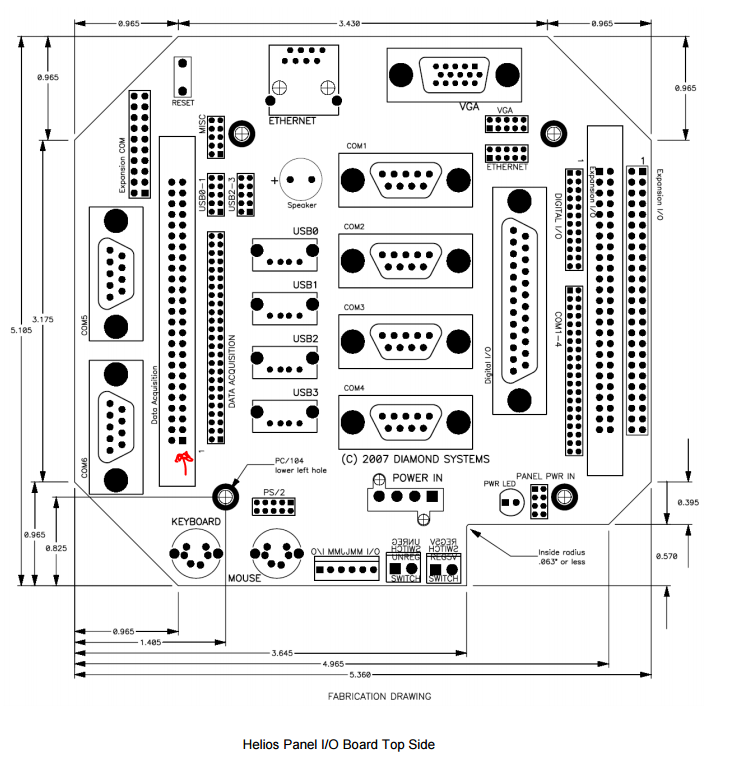 0.965
3.430
0.965
0.965
0.965
RESET
ETHERNET
VGA
VGA
MISC
Expansion COM
ETHERNET
COM1
1
1
Expansion I/O
Expansion I/O
DIGITAL I/O
USB0-1
USB2-3
+
Speaker
USB0
COM2
5.105
3.175
USB1
COM3
COM5
COM1-4
USB2
DATA ACQUISITION
Data Acquisition
Digital I/O
USB3
COM4
COM6
1
(C) 2007 DIAMOND SYSTEMS
PC/104
lower left hole
POWER IN
PANEL PWR IN
PWR LED
PS/2
0.395
0.965
0.825
KEYBOARD
MOUSE
O\I MMLJMM I/O
UNREG
SWITCH
UNREG
SWITCH
REG5V
SWITCH
REG5V
SWITCH
Inside radius
.063" or less
0.570
0.965
1.405
3.645
4.965
5.360
FABRICATION DRAWING
Helios Panel I/O Board Top Side